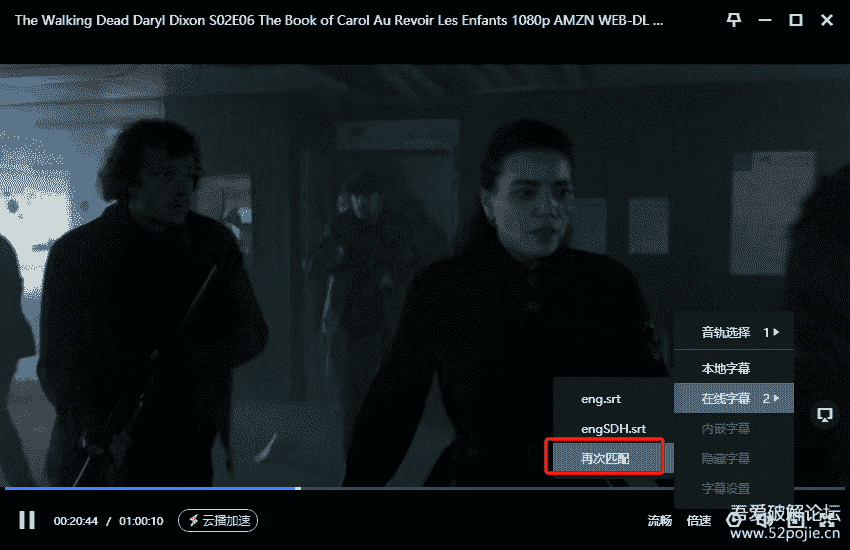 The Walking Dead Daryl Dixon S02E06 The Book of Carol Au Revoir Les Enfants 1080p AMZN WEB-DL ...
音轨选择 1
本地字幕
eng.srt
在线字幕 2
engSDH.srt
内嵌字幕
再次匹配
隐藏字幕
字幕设置
00:20:44 / 01:00:10
云播加速
流畅 倍速
吾爱破解论坛
www.52pojie.cn